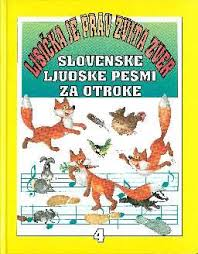 LISIČKA JE PRAV ZVITA ZVER
SLOVENSKE
LJUDSKE PESMI
ZA OTROKE
4